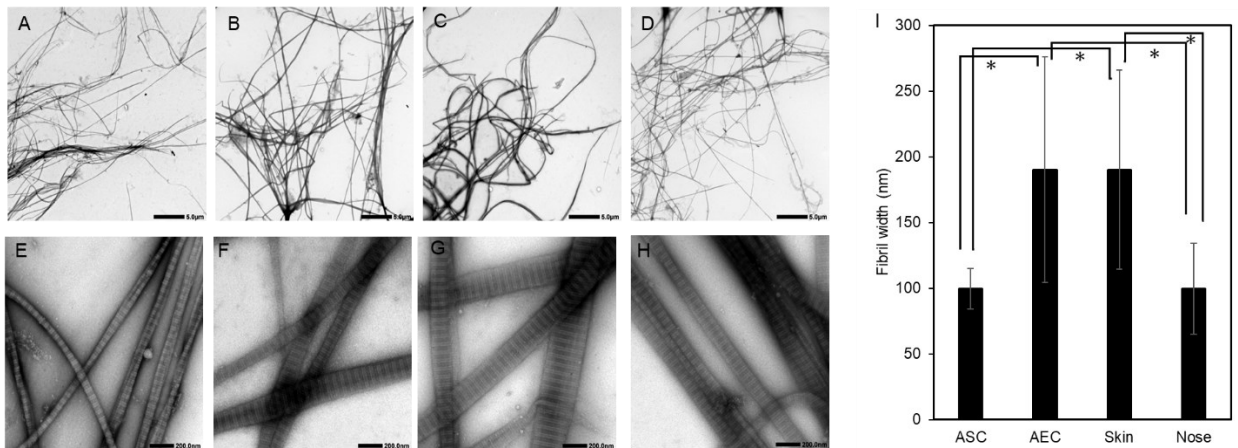 A
B
C
D
5.0μm
5.0μm
5.0μm
5.0μm
E
F
G
H
200.0nm
200.0nm
200.0nm
200.0nm
I
300
250
200
150
100
50
0
Fibril width (nm)
* * * *
ASC AEC Skin Nose